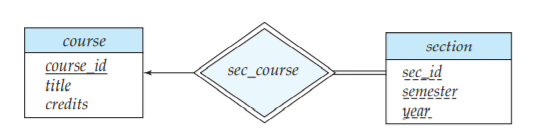 course
course_id
title
credits
sec_course
section
sec_id
semester
year